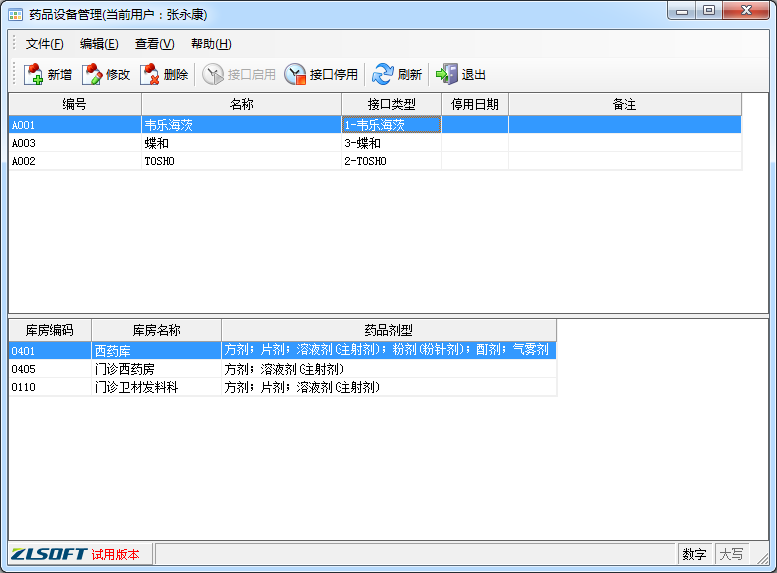 药品设备管理(当前用户：张永康)
文件(F) 编辑(E) 查看(V) 帮助(H)
新增 修改 删除 接口启用 接口停用 刷新 退出
编号 名称 接口类型 停用日期 备注
A001 韦乐海茨 1-韦乐海茨
A003 蝶和 3-蝶和
A002 TOSHO 2-TOSHO
库房编码 库房名称 药品剂型
0401 西药库 方剂; 片剂; 溶液剂(注射剂); 粉剂(粉针剂); 酊剂; 气雾剂
0405 门诊西药房 方剂; 溶液剂(注射剂)
0110 门诊卫材发料科 方剂; 片剂; 溶液剂(注射剂)
ZLSOFT 试用版本 数字 大写